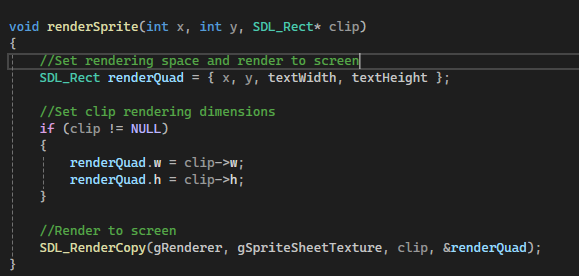 void renderSprite(int x, int y, SDL_Rect* clip)
{
    //Set rendering space and render to screen
    SDL_Rect renderQuad = { x, y, textWidth, textHeight };

    //Set clip rendering dimensions
    if (clip != NULL)
    {
        renderQuad.w = clip->w;
        renderQuad.h = clip->h;
    }

    //Render to screen
    SDL_RenderCopy(gRenderer, gSpriteSheetTexture, clip, &renderQuad);
}